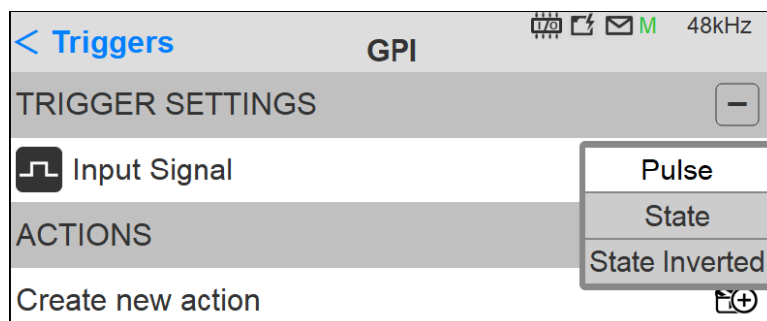 < Triggers
GPI
I/O
M
48kHz
TRIGGER SETTINGS
Input Signal
Pulse
State
State Inverted
ACTIONS
Create new action